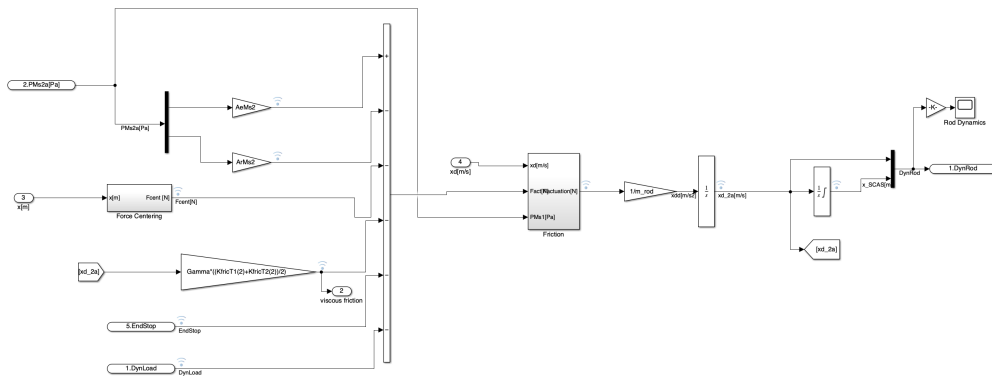 2.PMs2a[Pa]
PMs2a[Pa]
AeMs2
ArMs2
3
x[m]
x[m]
Fcent [N]
Force Centering
Fcent[N]
[xd_2a]
Gamma*((KfricT1(2)+KfricT2(2))/2)
2
viscous friction
5.EndStop
EndStop
1.DynLoad
DynLoad
+
−
−
−
−
−
4
xd[m/s]
xd[m/s]
PMs1[Pa]
Friction
1/m_rod
xdd[m/s2]
1
s
xd_2a[m/s]
1
s
x_SCAS[m
[xd_2a]
DynRod
-K-
Rod Dynamics
1.DynRod